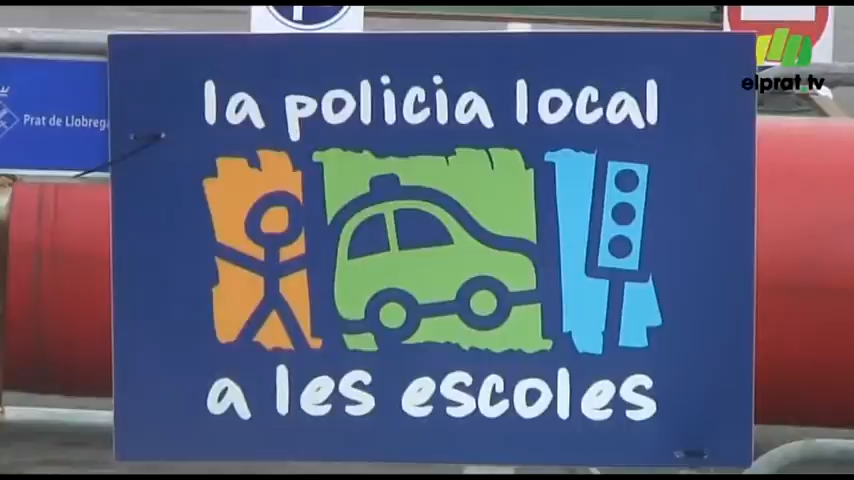 la policia local
elprat tv
Prat de Llobrega
a les escoles